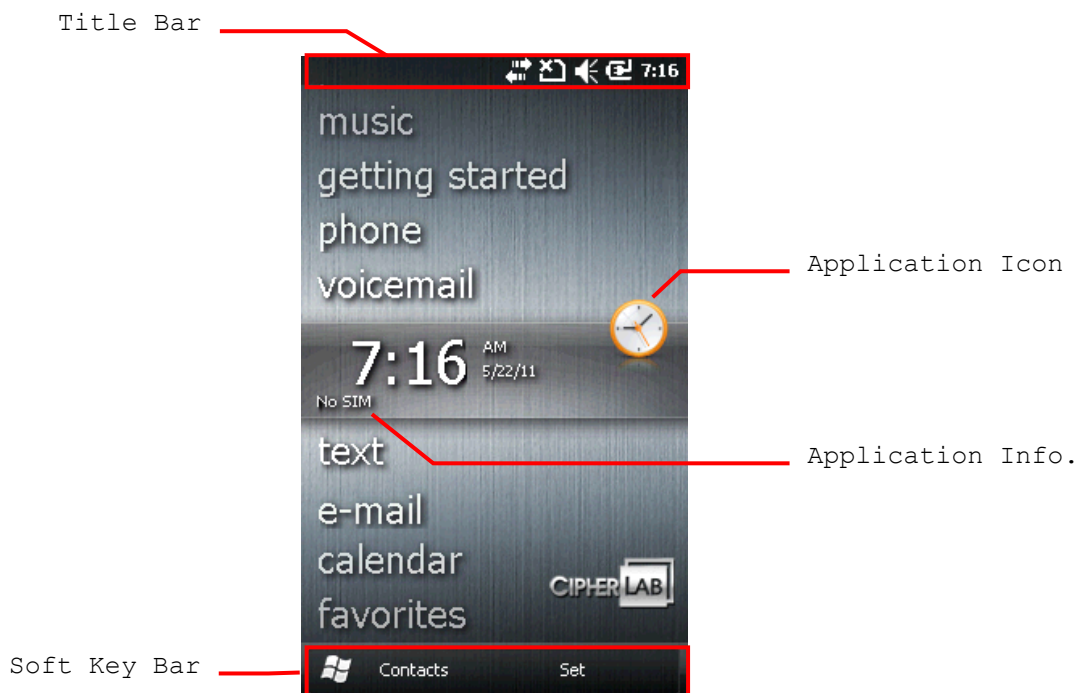 Title Bar
7:16
music
getting started
phone
voicemail
Application Icon
7:16 AM
5/22/11
No SIM
text
Application Info.
e-mail
calendar
CIPHERLAB
favorites
Soft Key Bar
Contacts Set